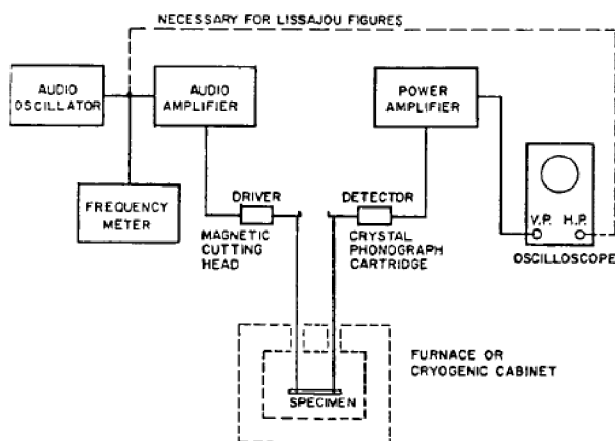 NECESSARY FOR LISSAJOU FIGURES
AUDIO
OSCILLATOR
AUDIO
AMPLIFIER
POWER
AMPLIFIER
FREQUENCY
METER
DRIVER
MAGNETIC
CUTTING
HEAD
DETECTOR
CRYSTAL
PHONOGRAPH
CARTRIDGE
V.P. H.P.
OSCILLOSCOPE
FURNACE OR
CRYOGENIC CABINET
SPECIMEN